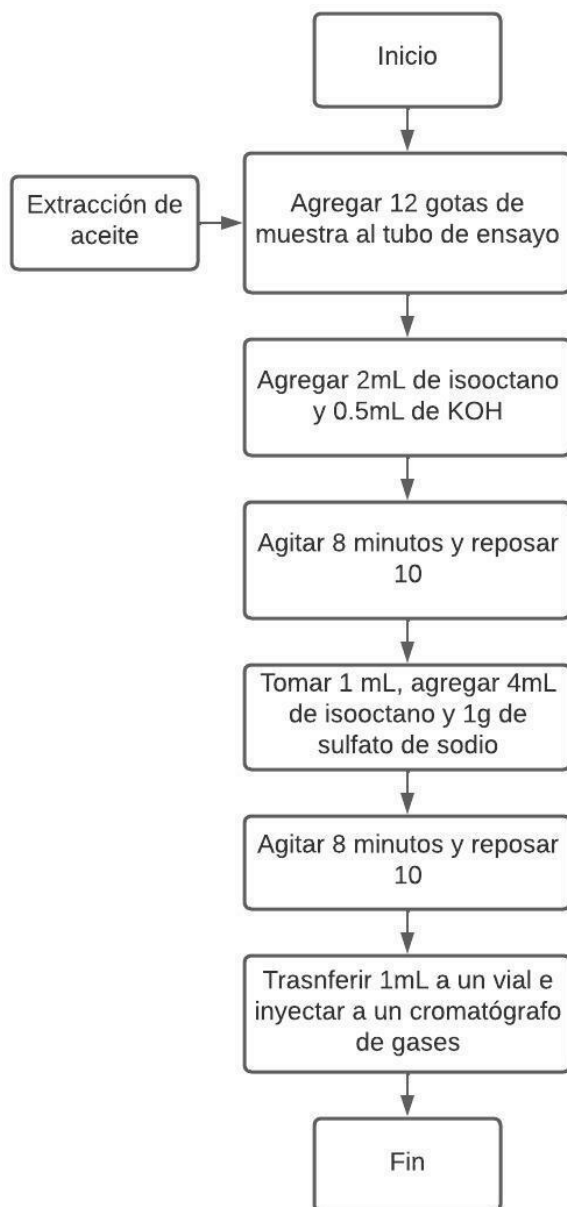 Inicio
Extracción de
aceite
Agregar 12 gotas de
muestra al tubo de ensayo
Agregar 2mL de isooctano
y 0.5mL de KOH
Agitar 8 minutos y reposar
10
Tomar 1 mL, agregar 4mL
de isooctano y 1g de
sulfato de sodio
Agitar 8 minutos y reposar
10
Trasnferir 1mL a un vial e
inyectar a un cromatógrafo
de gases
Fin